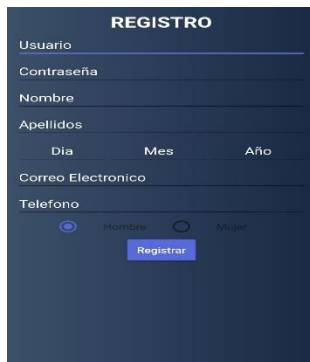 REGISTRO
Usuario
Contraseña
Nombre
Apellidos
Dia Mes Año
Correo Electronico
Telefono
Hombre Mujer
Registrar